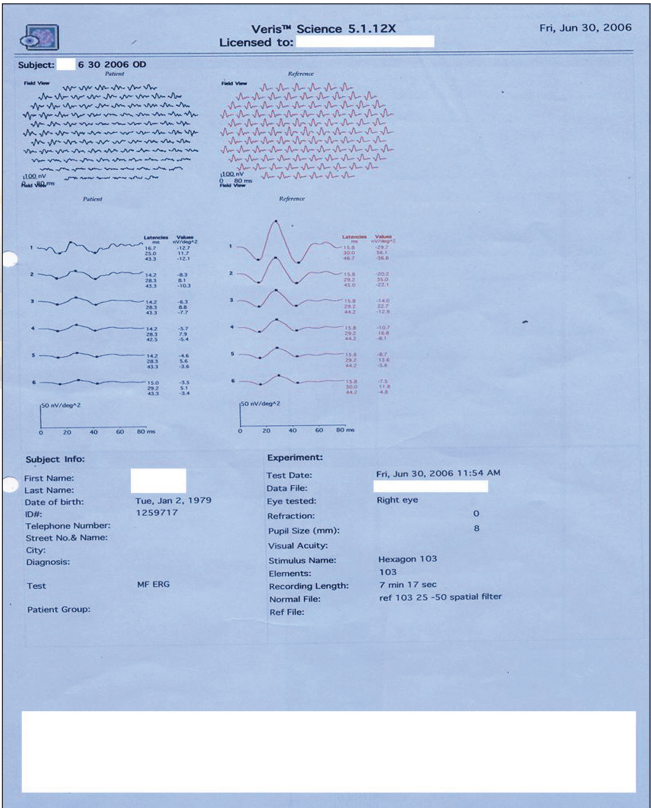 Veris™ Science 5.1.12X
Fri, Jun 30, 2006
Licensed to:
Subject: 6 30 2006 OD
Patient
Reference
Field View
Field View
100 nV
0 80 ms
Field View
100 nV
0 80 ms
Field View
Patient
Reference
Latencies Values
ms nV/deg^2
1 16.7 -12.7
25.0 11.7
43.3 -12.1
2 14.2 -8.3
28.3 8.1
43.3 -10.3
3 14.2 -6.3
28.3 8.8
43.3 -7.7
4 14.2 -5.7
28.3 7.9
42.5 -5.4
5 14.2 -4.6
28.3 5.6
43.3 -3.8
6 15.0 -3.5
29.2 5.1
43.3 -3.4
50 nV/deg^2
0 20 40 60 80 ms
Latencies Values
ms nV/deg^2
1 15.8 -29.7
30.0 56.1
46.7 -36.8
2 15.8 -20.2
29.2 35.0
45.0 -22.1
3 15.8 -14.0
29.2 22.7
44.2 -12.8
4 15.8 -10.7
29.2 16.8
44.2 -8.1
5 15.8 -8.7
29.2 13.6
44.2 -5.8
6 15.8 -7.5
30.0 11.8
44.2 -4.8
50 nV/deg^2
0 20 40 60 80 ms
Subject Info:
First Name:
Last Name:
Date of birth: Tue, Jan 2, 1979
ID#: 1259717
Telephone Number:
Street No.& Name:
City:
Diagnosis:
Test MF ERG
Patient Group:
Experiment:
Test Date: Fri, Jun 30, 2006 11:54 AM
Data File:
Eye tested: Right eye
Refraction: 0
Pupil Size (mm): 8
Visual Acuity:
Stimulus Name: Hexagon 103
Elements: 103
Recording Length: 7 min 17 sec
Normal File: ref 103 25 -50 spatial filter
Ref File: